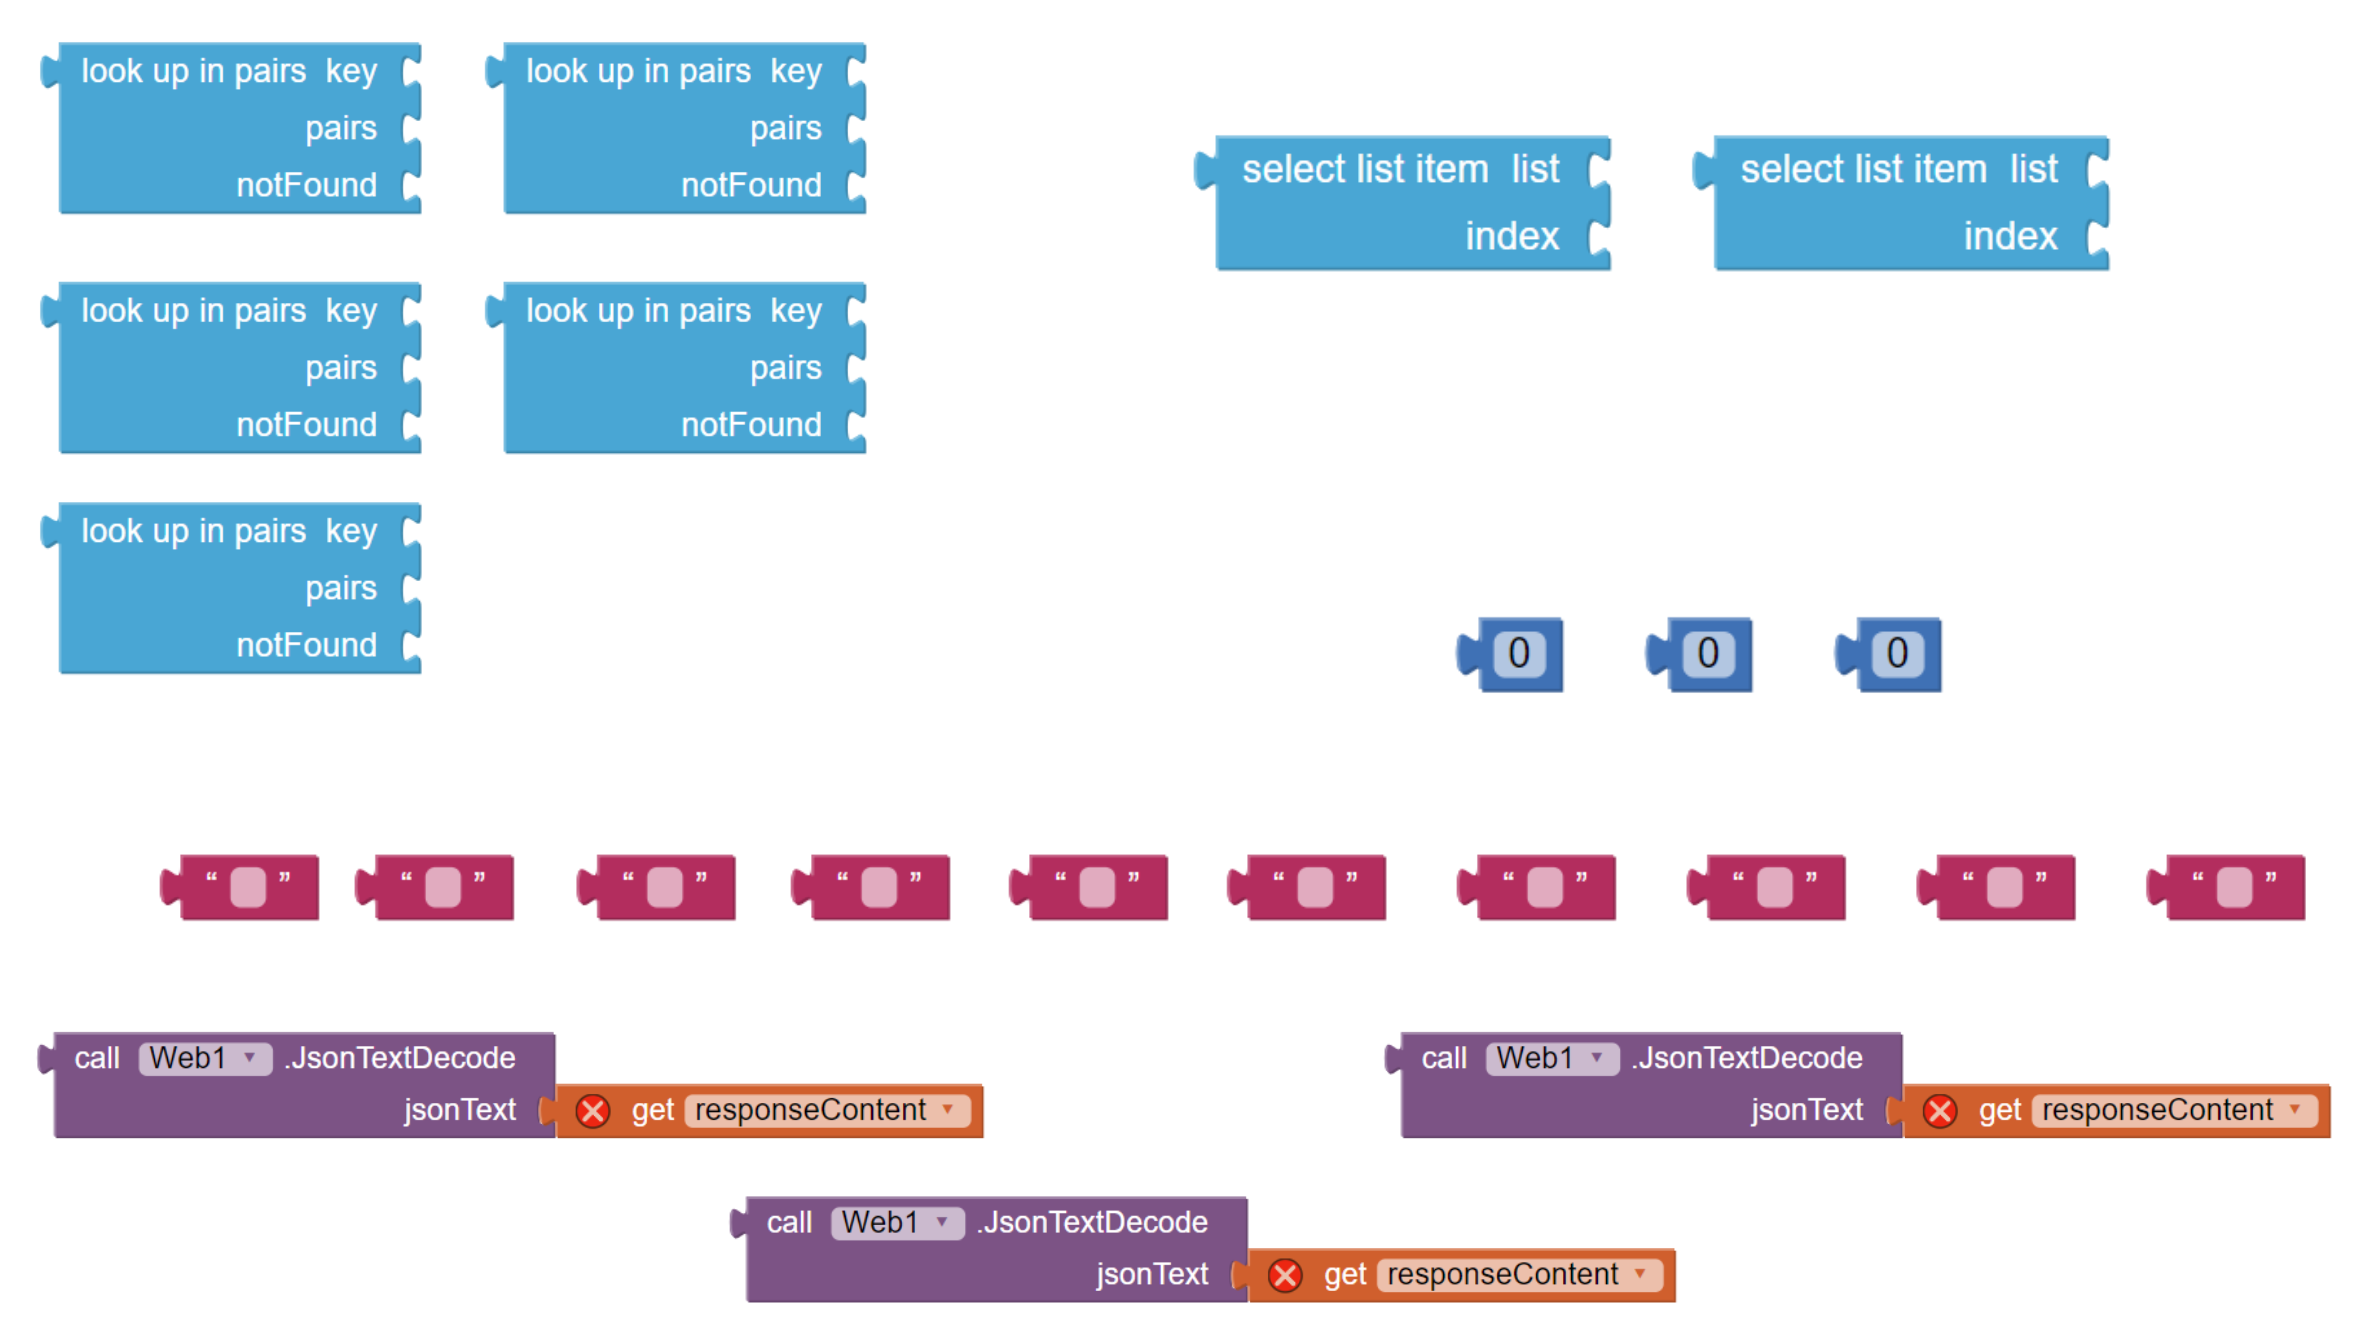 look up in pairs key
pairs
notFound
look up in pairs key
pairs
notFound
select list item list
index
select list item list
index
look up in pairs key
pairs
notFound
look up in pairs key
pairs
notFound
look up in pairs key
pairs
notFound
0 0 0
“ ” “ ” “ ” “ ” “ ” “ ” “ ” “ ” “ ” “ ”
call Web1 .JsonTextDecode
jsonText get responseContent
call Web1 .JsonTextDecode
jsonText get responseContent
call Web1 .JsonTextDecode
jsonText get responseContent